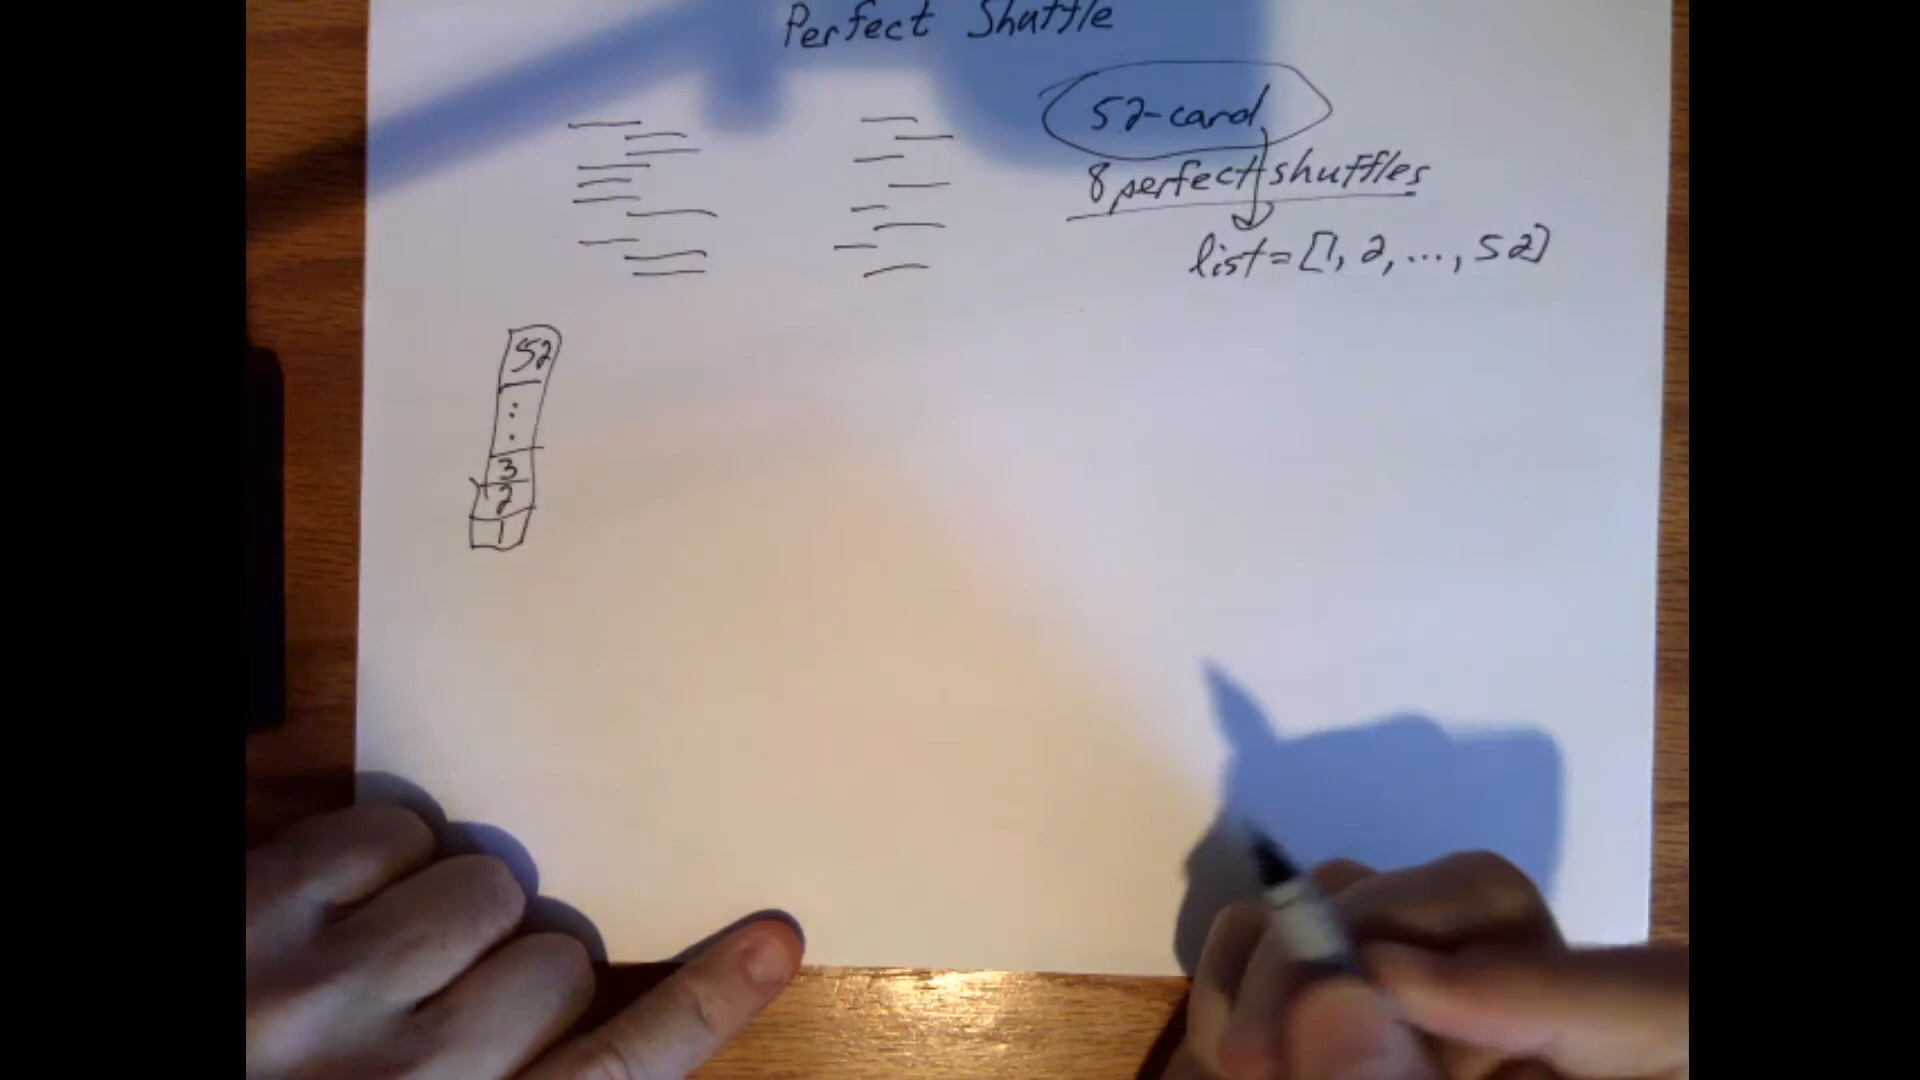 Perfect Shuffle
52-card
8 perfect shuffles
list=[1, 2, ..., 52]
52
⋮
3
2
1